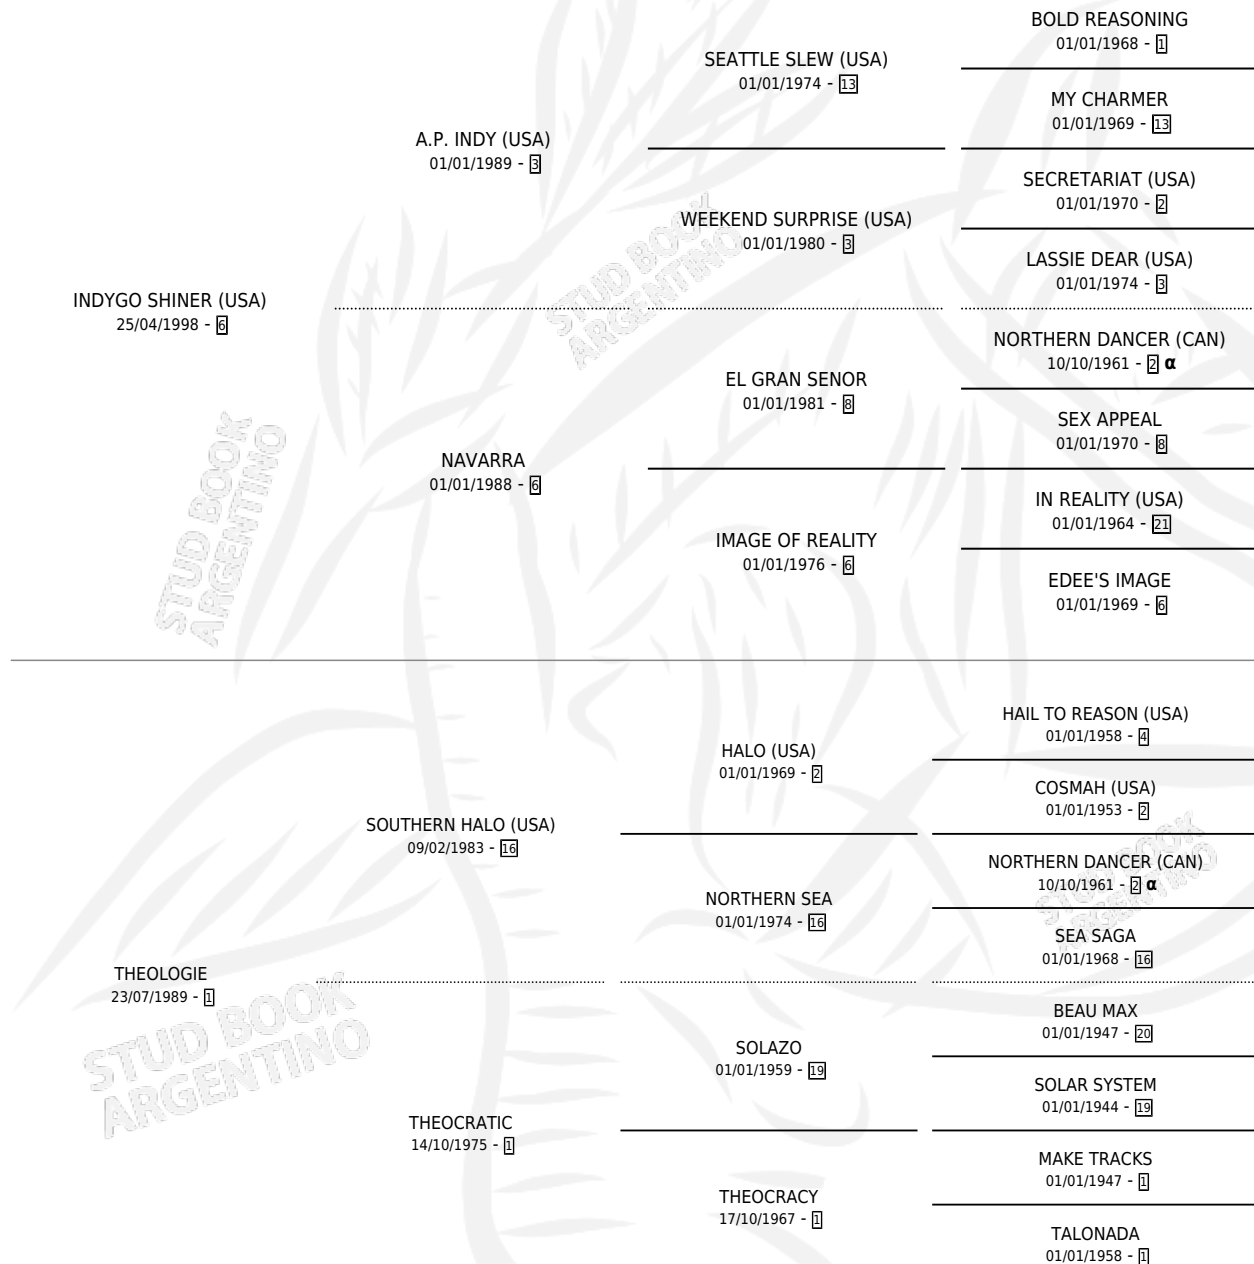 BOLD REASONING
01/01/1968 - 1
SEATTLE SLEW (USA)
01/01/1974 - 13
MY CHARMER
01/01/1969 - 13
A.P. INDY (USA)
01/01/1989 - 3
SECRETARIAT (USA)
01/01/1970 - 2
WEEKEND SURPRISE (USA)
01/01/1980 - 3
LASSIE DEAR (USA)
01/01/1974 - 3
INDYGO SHINER (USA)
25/04/1998 - 6
NORTHERN DANCER (CAN)
10/10/1961 - 2 α
EL GRAN SENOR
01/01/1981 - 8
SEX APPEAL
01/01/1970 - 8
NAVARRA
01/01/1988 - 6
IN REALITY (USA)
01/01/1964 - 21
IMAGE OF REALITY
01/01/1976 - 6
EDEE'S IMAGE
01/01/1969 - 6
HAIL TO REASON (USA)
01/01/1958 - 4
HALO (USA)
01/01/1969 - 2
COSMAH (USA)
01/01/1953 - 2
SOUTHERN HALO (USA)
09/02/1983 - 16
NORTHERN DANCER (CAN)
10/10/1961 - 2 α
NORTHERN SEA
01/01/1974 - 16
SEA SAGA
01/01/1968 - 16
THEOLOGIE
23/07/1989 - 1
BEAU MAX
01/01/1947 - 20
SOLAZO
01/01/1959 - 19
SOLAR SYSTEM
01/01/1944 - 19
THEOCRATIC
14/10/1975 - 1
MAKE TRACKS
01/01/1947 - 1
THEOCRACY
17/10/1967 - 1
TALONADA
01/01/1958 - 1
STUD BOOK
ARGENTINO
STUD BOOK
ARGENTINO
STUD BOOK
ARGENTINO
STUD BOOK
ARGENTINO